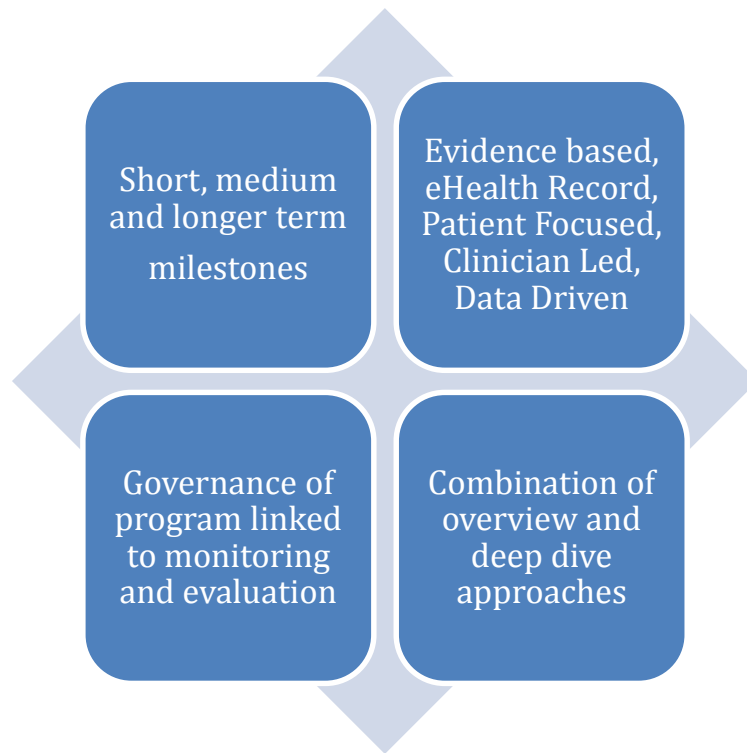 Short, medium
and longer term
milestones
Evidence based,
eHealth Record,
Patient Focused,
Clinician Led,
Data Driven
Governance of
program linked
to monitoring
and evaluation
Combination of
overview and
deep dive
approaches